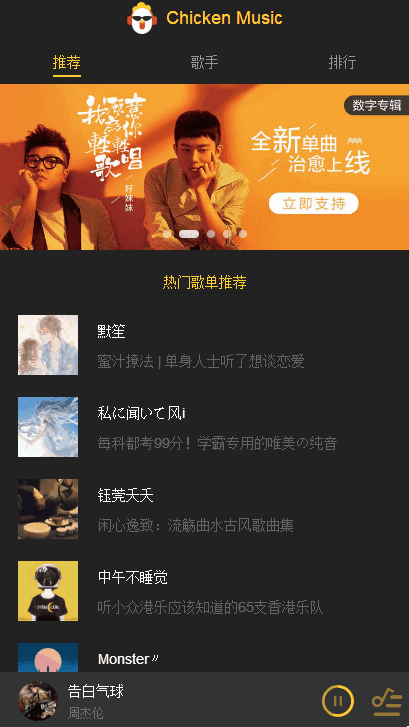 Chicken Music
推荐
歌手
排行
数字专辑
我愿意为你轻轻歌唱
好妹妹
全新单曲
治愈上线
立即支持
热门歌单推荐
默笙
蜜汁撩法 | 单身人士听了想谈恋爱
私に闻いて风i
每科都考99分！学霸专用的唯美の纯音
钰莞夭夭
闲心逸致：流觞曲水古风歌曲集
中午不睡觉
听小众港乐应该知道的65支香港乐队
Monster〃
告白气球
周杰伦